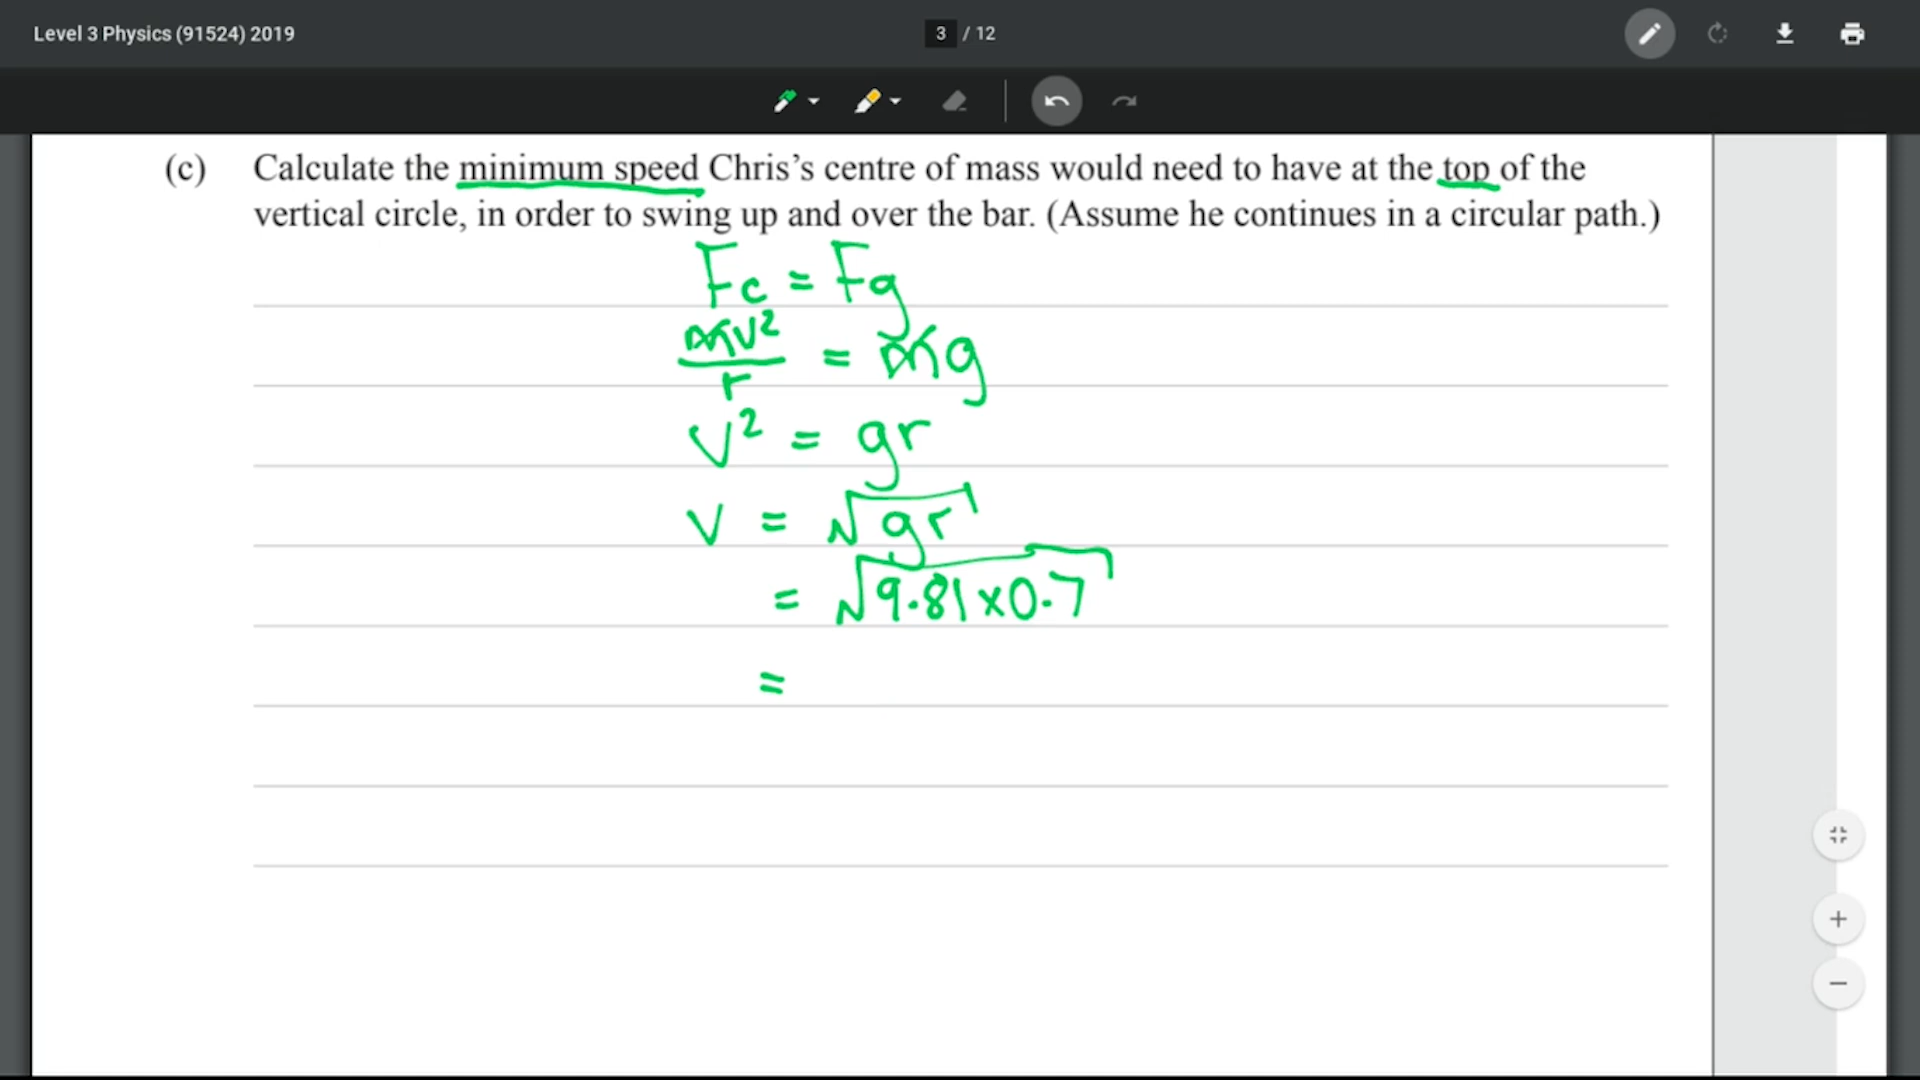 Level 3 Physics (91524) 2019
3 / 12
(c) Calculate the minimum speed Chris’s centre of mass would need to have at the top of the
vertical circle, in order to swing up and over the bar. (Assume he continues in a circular path.)
Fc = Fg
mv²/r = mg
v² = gr
v = √gr
= √9.81×0.7
=